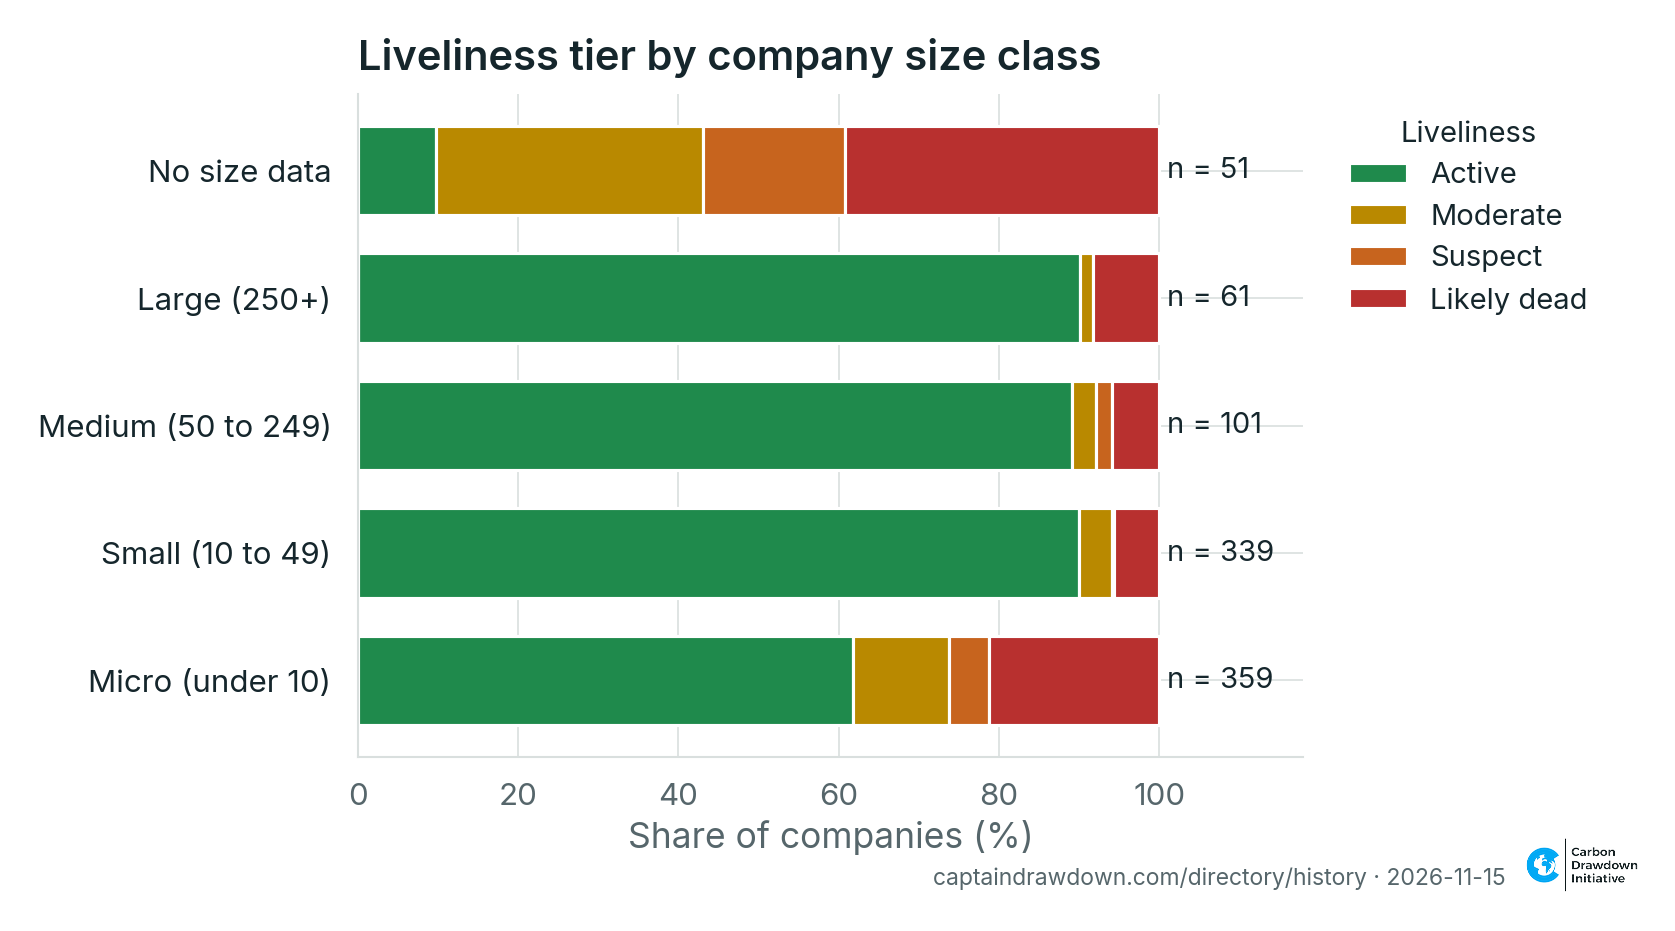 Liveliness tier by company size class
Liveliness
Active
Moderate
Suspect
Likely dead
No size data
n = 51
Large (250+)
n = 61
Medium (50 to 249)
n = 101
Small (10 to 49)
n = 339
Micro (under 10)
n = 359
0 20 40 60 80 100
Share of companies (%)
captaindrawdown.com/directory/history · 2026-11-15
Carbon
Drawdown
Initiative